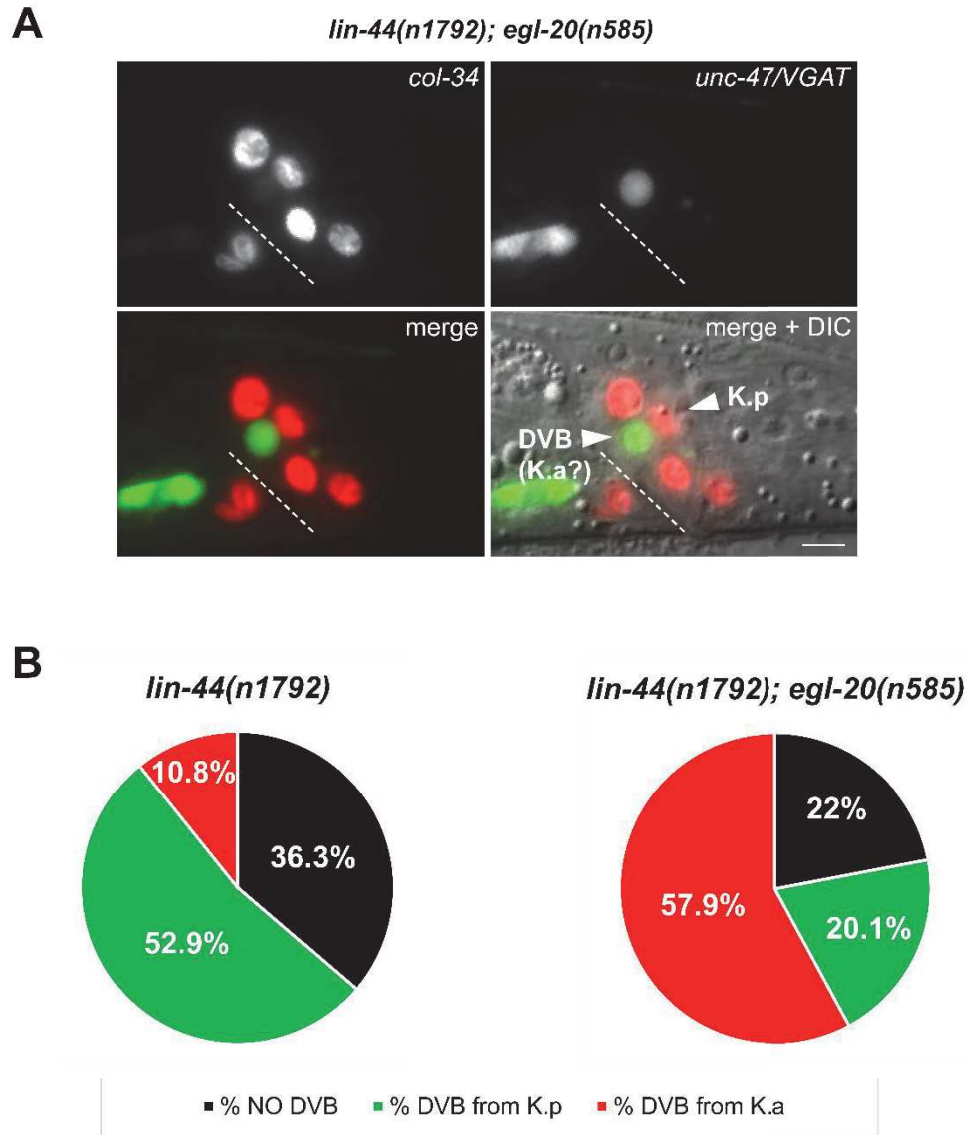 A
lin-44(n1792); egl-20(n585)
col-34
unc-47/VGAT
merge
merge + DIC
K.p
DVB
(K.a?)
B
lin-44(n1792)
lin-44(n1792); egl-20(n585)
10.8%
36.3%
52.9%
22%
57.9%
20.1%
% NO DVB % DVB from K.p % DVB from K.a